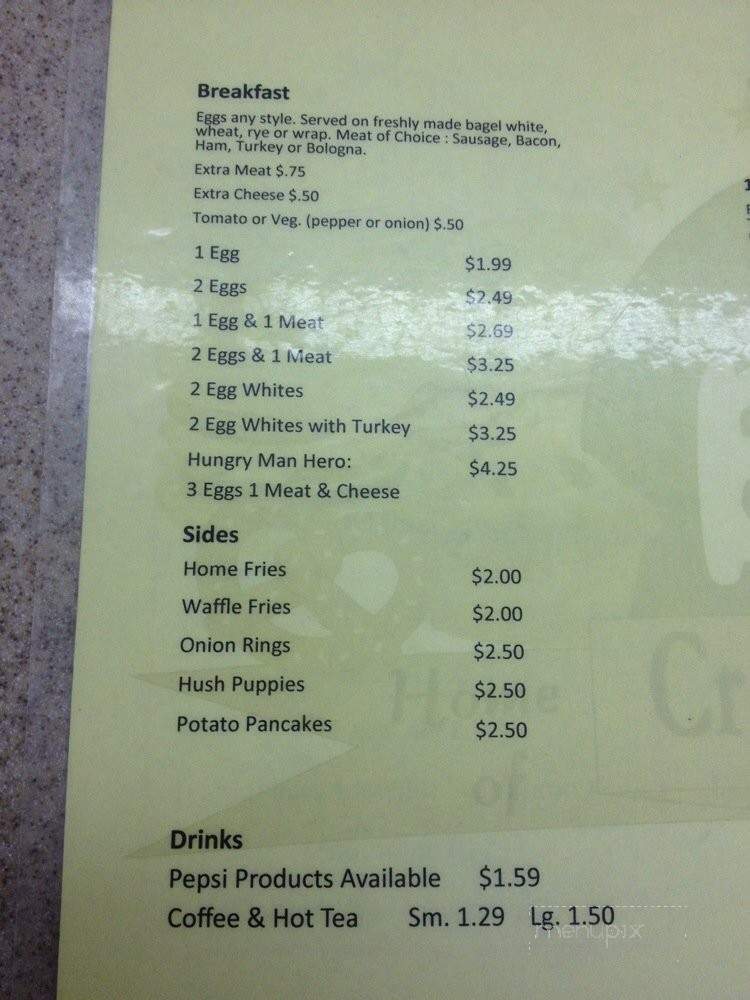 Breakfast
Eggs any style. Served on freshly made bagel white,
wheat, rye or wrap. Meat of Choice : Sausage, Bacon,
Ham, Turkey or Bologna.
Extra Meat $.75
Extra Cheese $.50
Tomato or Veg. (pepper or onion) $.50
1 Egg $1.99
2 Eggs $2.49
1 Egg & 1 Meat $2.69
2 Eggs & 1 Meat $3.25
2 Egg Whites $2.49
2 Egg Whites with Turkey $3.25
Hungry Man Hero: $4.25
3 Eggs 1 Meat & Cheese
Sides
Home Fries $2.00
Waffle Fries $2.00
Onion Rings $2.50
Hush Puppies $2.50
Potato Pancakes $2.50
Home
of
Drinks
Pepsi Products Available $1.59
Coffee & Hot Tea Sm. 1.29 Lg. 1.50
menupix